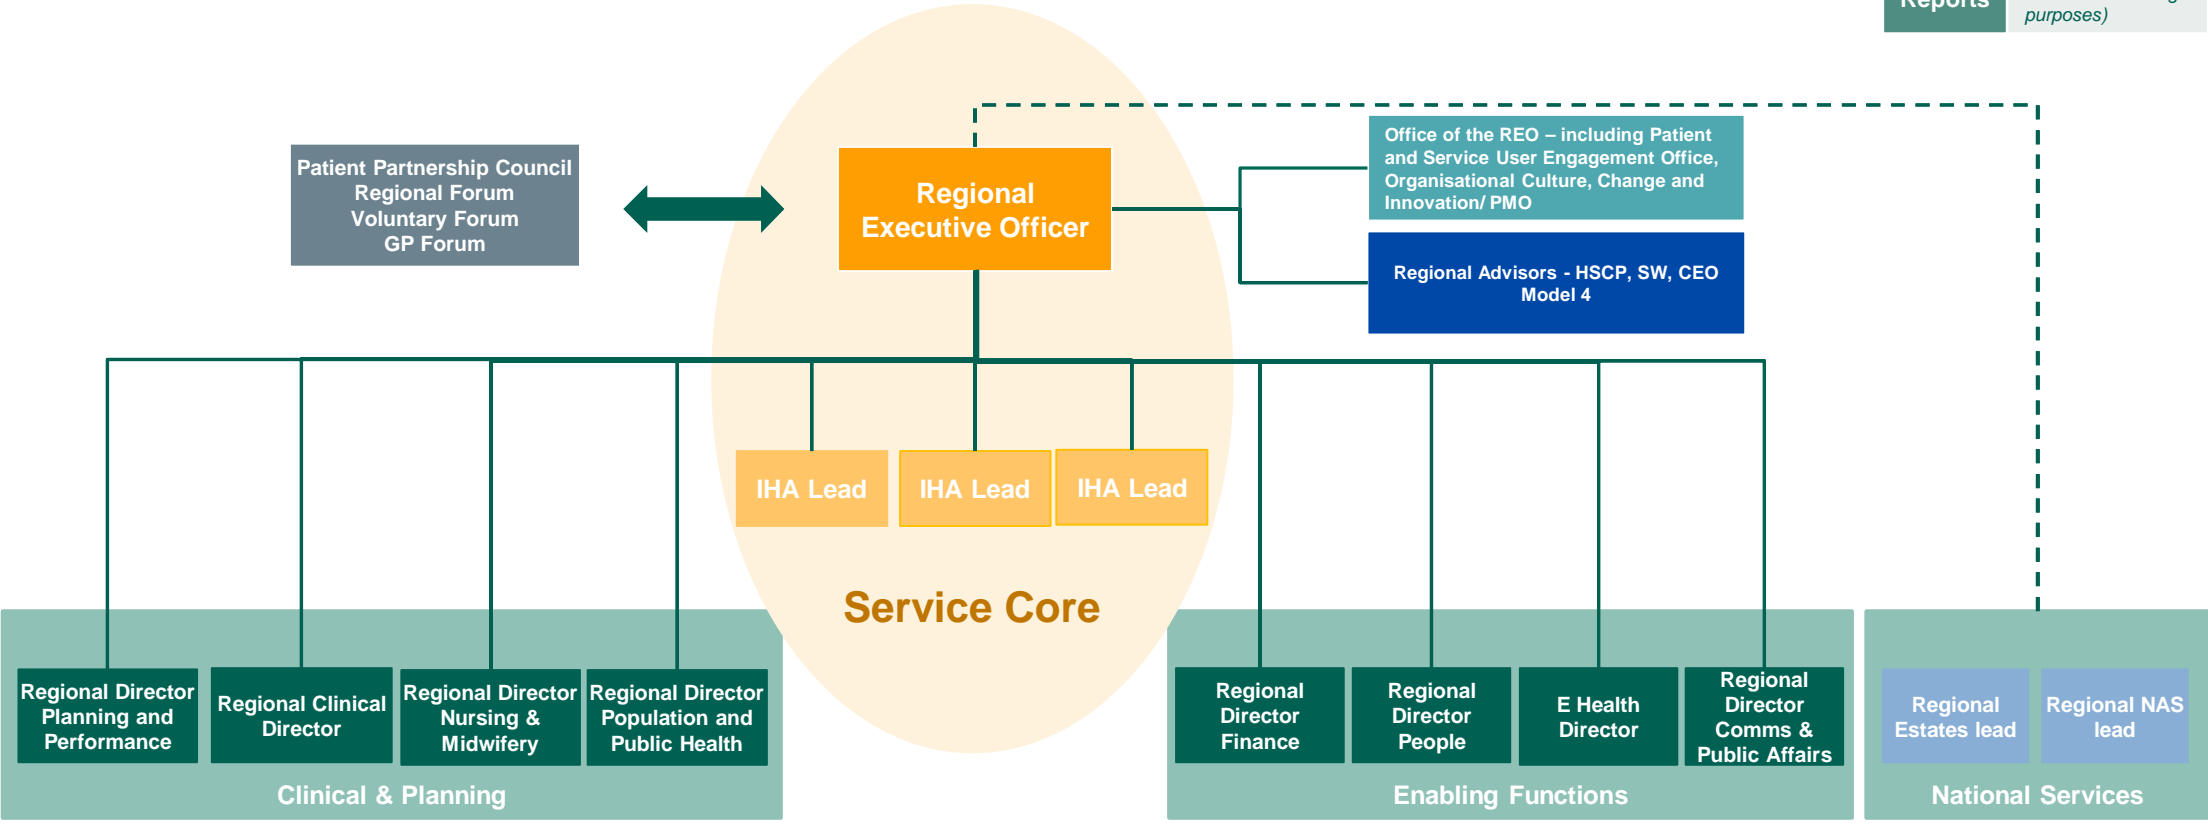 Reports
purposes)
Patient Partnership Council
Regional Forum
Voluntary Forum
GP Forum
Regional
Executive Officer
Office of the REO – including Patient
and Service User Engagement Office,
Organisational Culture, Change and
Innovation/ PMO
Regional Advisors - HSCP, SW, CEO
Model 4
IHA Lead
IHA Lead
IHA Lead
Service Core
Regional Director
Planning and
Performance
Regional Clinical
Director
Regional Director
Nursing &
Midwifery
Regional Director
Population and
Public Health
Clinical & Planning
Regional
Director
Finance
Regional
Director
People
E Health
Director
Regional
Director
Comms &
Public Affairs
Enabling Functions
Regional
Estates lead
Regional NAS
lead
National Services